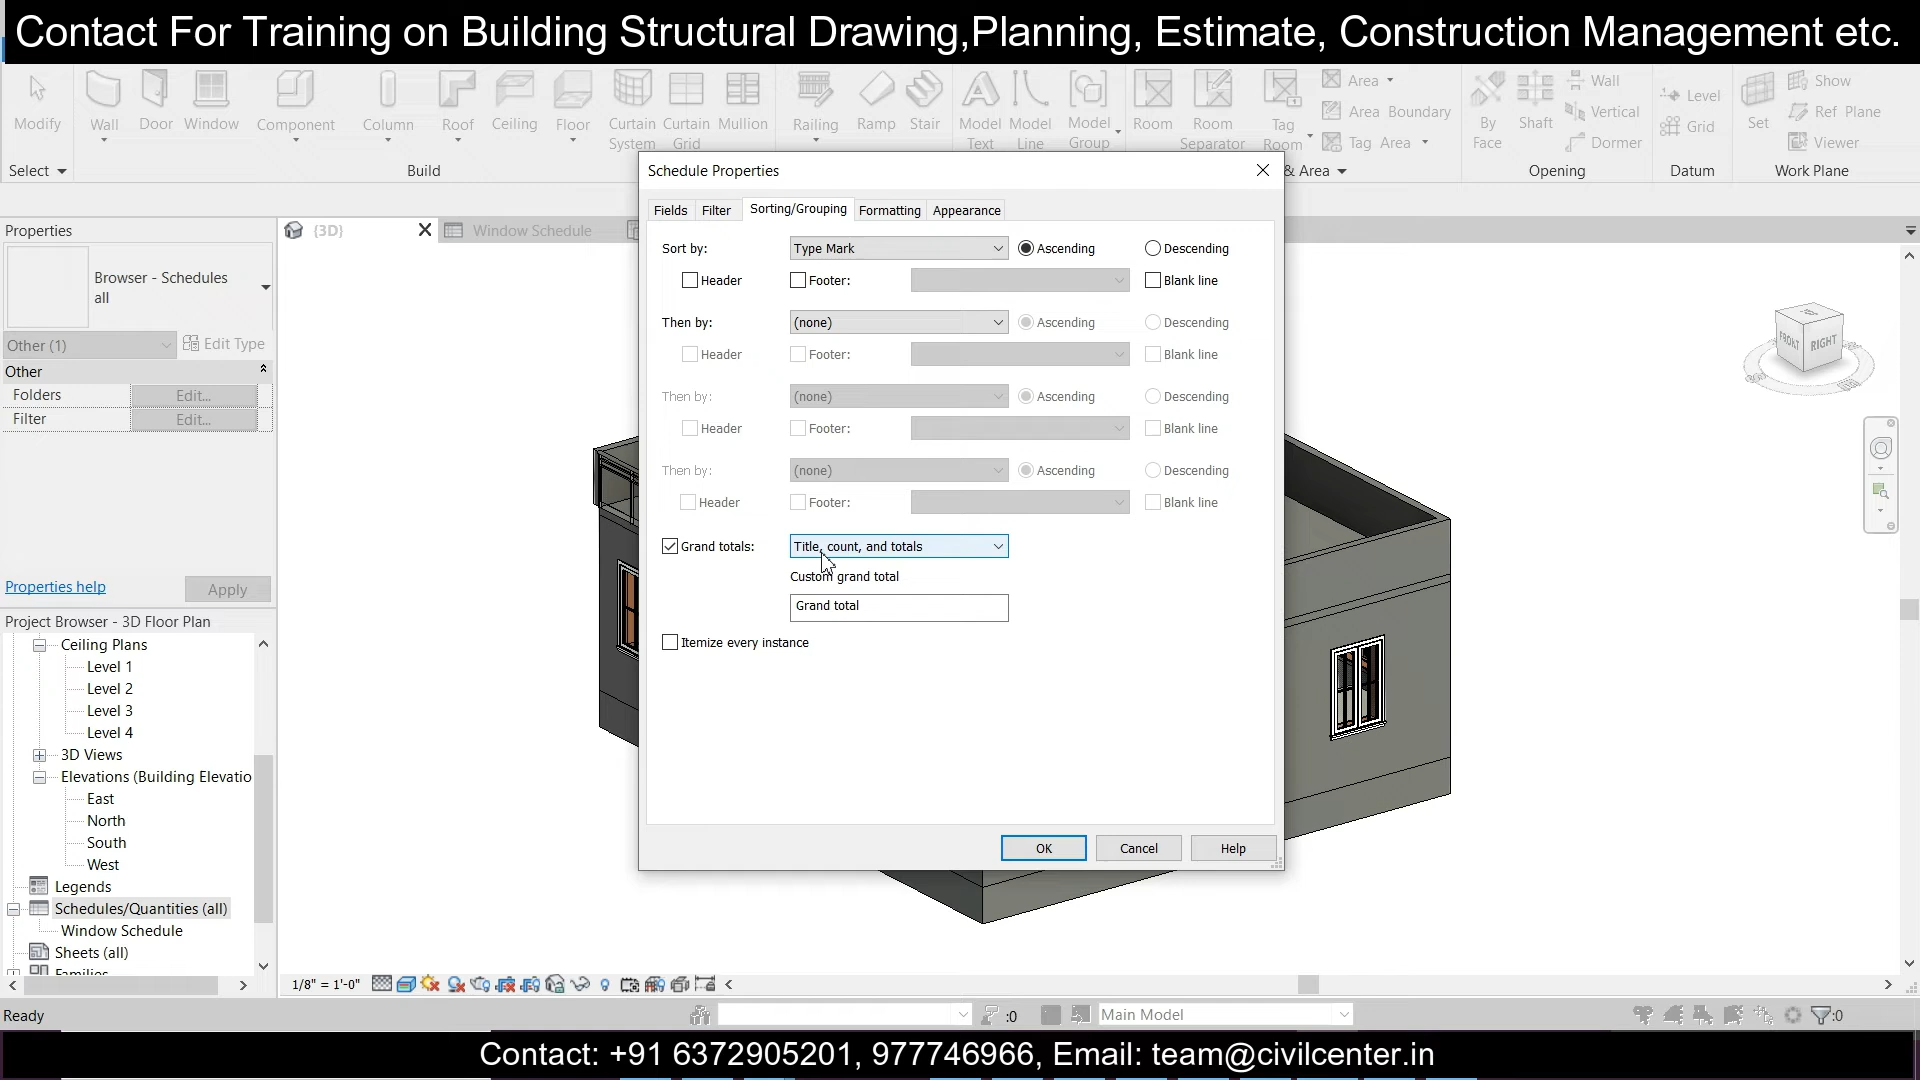 Contact For Training on Building Structural Drawing,Planning, Estimate, Construction Management etc.
Modify
Wall
Door
Window
Component
Column
Roof
Ceiling
Floor
Curtain System
Curtain Grid
Mullion
Railing
Ramp
Stair
Model Text
Model Line
Model Group
Room
Room Separator
Tag Room
Area
Area Boundary
Tag Area
By Face
Shaft
Wall
Vertical
Dormer
Level
Grid
Set
Show
Ref Plane
Viewer
Select
Build
& Area
Opening
Datum
Work Plane
Properties
{3D}
Window Schedule
Browser - Schedules
all
Other (1)
Edit Type
Other
Folders
Edit...
Filter
Edit...
Properties help
Apply
Project Browser - 3D Floor Plan
Ceiling Plans
Level 1
Level 2
Level 3
Level 4
3D Views
Elevations (Building Elevatio
East
North
South
West
Legends
Schedules/Quantities (all)
Window Schedule
Sheets (all)
Families
Schedule Properties
Fields
Filter
Sorting/Grouping
Formatting
Appearance
Sort by:
Type Mark
Ascending
Descending
Header
Footer:
Blank line
Then by:
(none)
Ascending
Descending
Header
Footer:
Blank line
Then by:
(none)
Ascending
Descending
Header
Footer:
Blank line
Then by:
(none)
Ascending
Descending
Header
Footer:
Blank line
Grand totals:
Title, count, and totals
Custom grand total
Grand total
Itemize every instance
OK
Cancel
Help
TOP
FRONT
RIGHT
1/8" = 1'-0"
Ready
:0
Main Model
:0
Contact: +91 6372905201, 977746966, Email: team@civilcenter.in